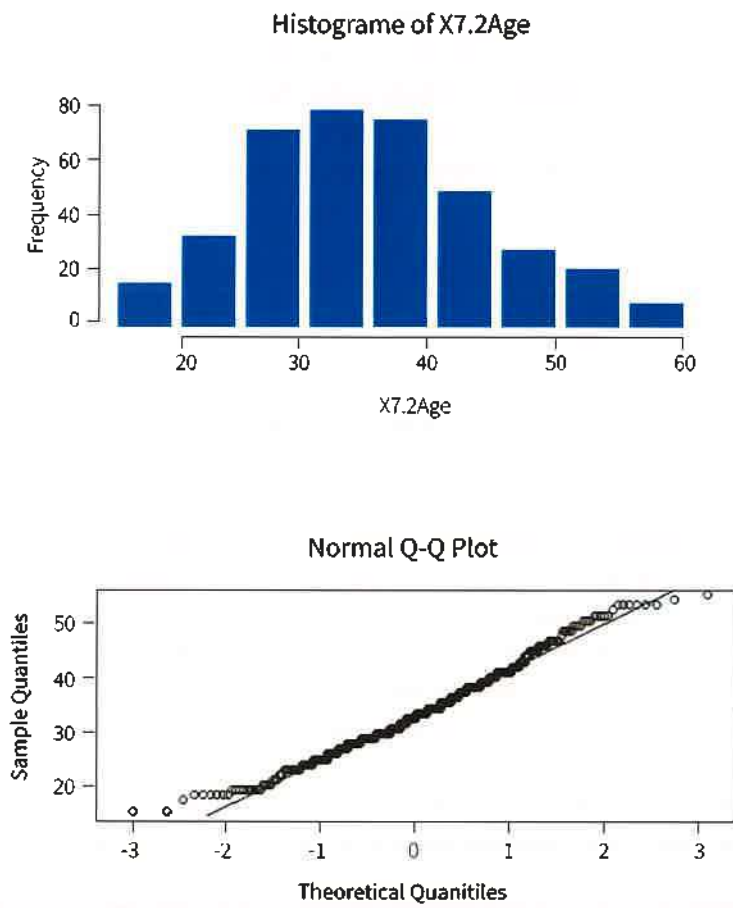 Histograme of X7.2Age
80
60
40
20
0
Frequency
20 30 40 50 60
X7.2Age
Normal Q-Q Plot
50
40
30
20
Sample Quantiles
-3 -2 -1 0 1 2 3
Theoretical Quanitiles